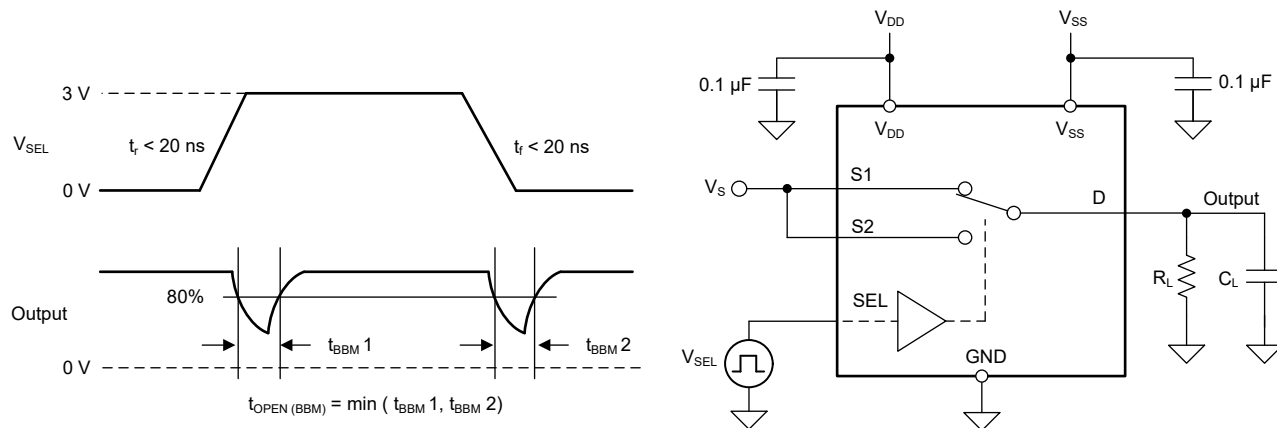 3 V
V_SEL
t_r < 20 ns
t_f < 20 ns
0 V
80%
Output
t_BBM 1
t_BBM 2
0 V
t_OPEN (BBM) = min ( t_BBM 1, t_BBM 2)
V_DD
V_SS
0.1 µF
0.1 µF
V_DD
V_SS
V_S
S1
D
Output
S2
R_L
C_L
SEL
V_SEL
GND